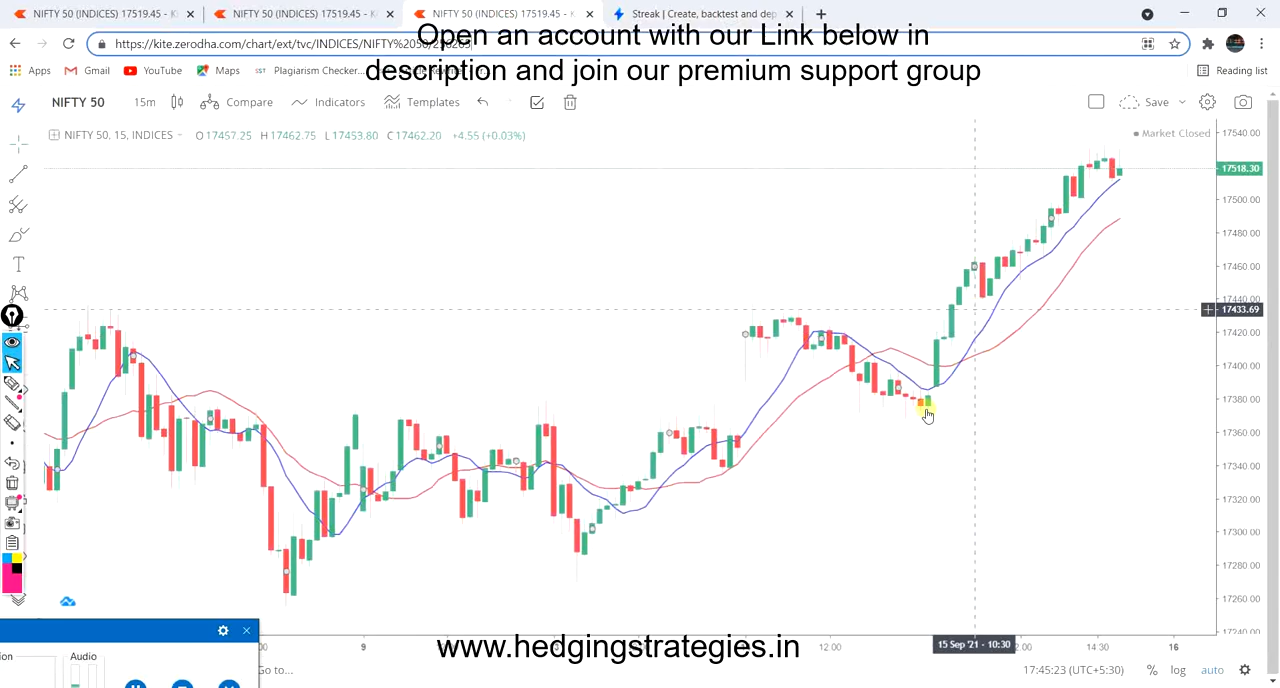 NIFTY 50 (INDICES) 17519.45 - K
NIFTY 50 (INDICES) 17519.45 - K
NIFTY 50 (INDICES) 17519.45 - K
Streak | Create, backtest and dep
Open an account with our Link below in
description and join our premium support group
https://kite.zerodha.com/chart/ext/tvc/INDICES/NIFTY%2050/256265
Apps
Gmail
YouTube
Maps
SST
Plagiarism Checker...
Reading list
NIFTY 50
15m
Compare
Indicators
Templates
Save
NIFTY 50, 15, INDICES
O 17457.25 H 17462.75 L 17453.80 C 17462.20 +4.55 (+0.03%)
Market Closed
17540.00
17518.30
17500.00
17480.00
17460.00
17440.00
17433.69
17420.00
17400.00
17380.00
17360.00
17340.00
17320.00
17300.00
17280.00
17260.00
17240.00
9
12:00
15 Sep '21 - 10:30
2:00
14:30
16
www.hedgingstrategies.in
Audio
Go to...
17:45:23 (UTC+5:30)
%
log
auto